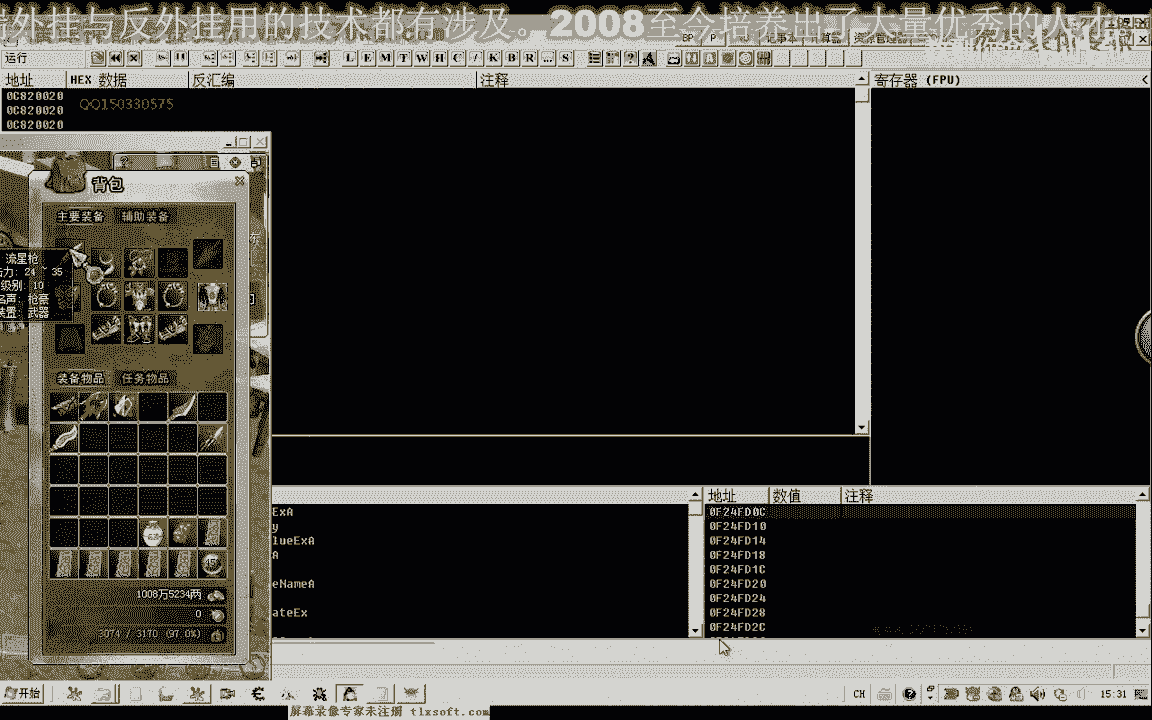 外挂与反外挂用的技术都有涉及。2008至今培养出了大量优秀的人才
运行
L E M T W H C / K B R ... S
地址 HEX 数据 反汇编 注释
寄存器 (FPU)
0C820020
0C820020
0C820020
QQ150330575
背包
主要装备 辅助装备
流星枪
力: 24 ~ 35
级别: 10
名声: 枪豪
装置: 武器
装备物品 任务物品
1008万5234两
0
3074 / 3170 (97.0%)
ExA
y
lueExA
A
eNameA
ateEx
地址 数值 注释
0F24FD0C
0F24FD10
0F24FD14
0F24FD18
0F24FD1C
0F24FD20
0F24FD24
0F24FD28
0F24FD2C
开始
CH
15:31
屏幕录像专家未注册 tlxsoft.com